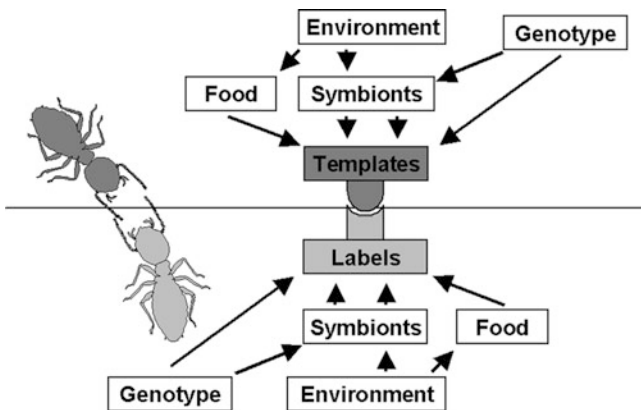 Environment
Genotype
Food
Symbionts
Templates
Labels
Symbionts
Food
Genotype
Environment